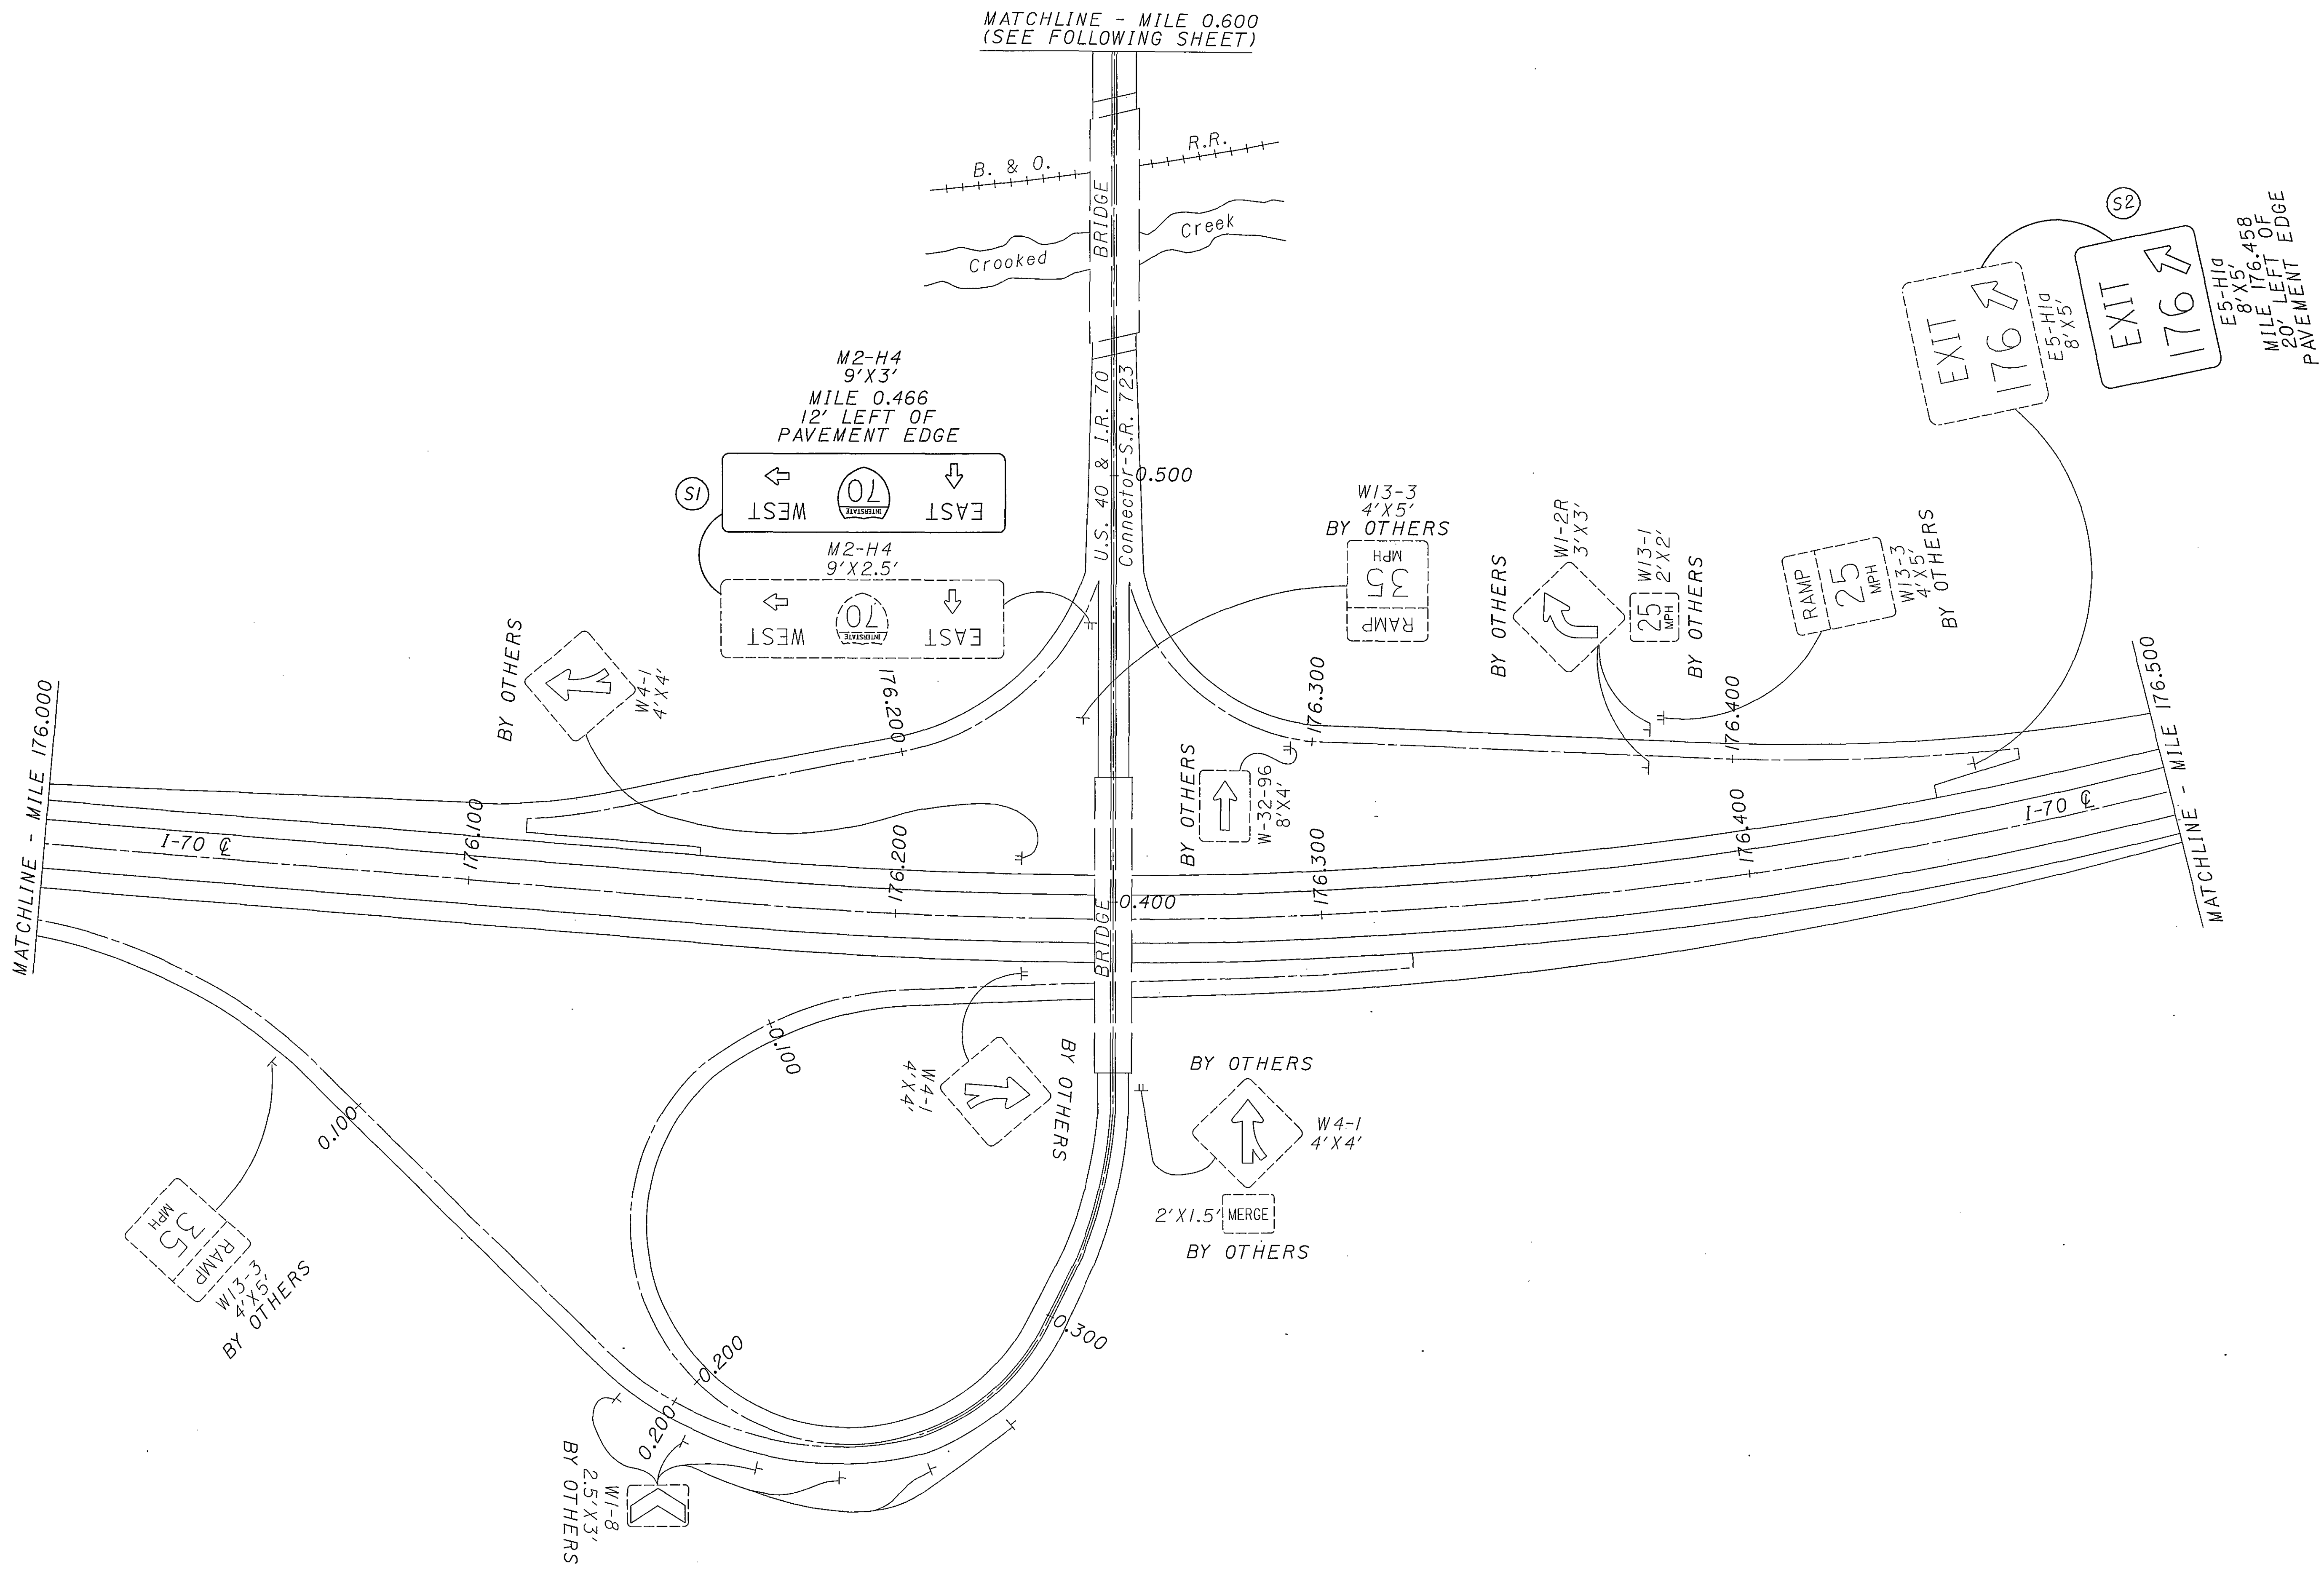 MATCHLINE - MILE 0.600
(SEE FOLLOWING SHEET)
B. & O.
R.R.
BRIDGE
Crooked
Creek
S2
EXIT
176
E5-H1a
8'X5'
EXIT
176
E5-H1a
8'X5'
MILE 176.458
20' LEFT OF
PAVEMENT EDGE
M2-H4
9'X3'
MILE 0.466
12' LEFT OF
PAVEMENT EDGE
S1
WEST
INTERSTATE
70
EAST
M2-H4
9'X2.5'
WEST
INTERSTATE
70
EAST
U.S. 40 & I.R. 70
Connector-S.R. 723
0.500
W13-3
4'X5'
BY OTHERS
RAMP
35
MPH
BY OTHERS
W1-2R
3'X3'
25
MPH
W13-1
2'X2'
BY OTHERS
RAMP
25
MPH
W13-3
4'X5'
BY OTHERS
BY OTHERS
W4-1
4'X4'
176.200
176.300
176.400
MATCHLINE - MILE 176.000
MATCHLINE - MILE 176.500
BY OTHERS
W-32-96
8'X4'
I-70 ℄
176.100
176.200
176.300
176.400
I-70 ℄
0.400
BRIDGE
0.100
W4-1
4'X4'
BY OTHERS
BY OTHERS
W4-1
4'X4'
2'X1.5'
MERGE
BY OTHERS
0.100
RAMP
35
MPH
W13-3
4'X5'
BY OTHERS
0.300
0.200
0.200
W1-8
2.5'X3'
BY OTHERS